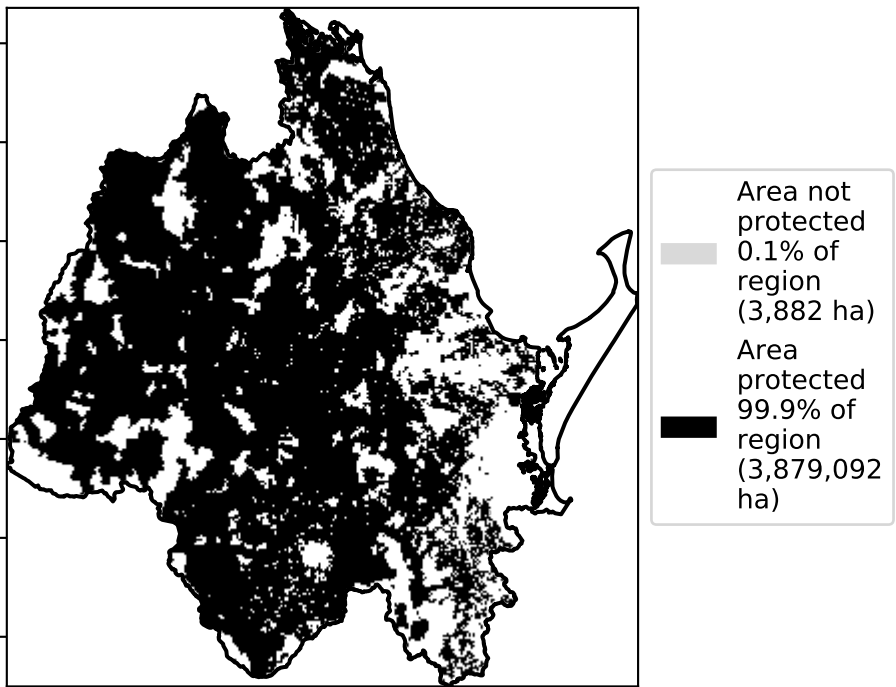 Area not
protected
0.1% of
region
(3,882 ha)
Area
protected
99.9% of
region
(3,879,092
ha)